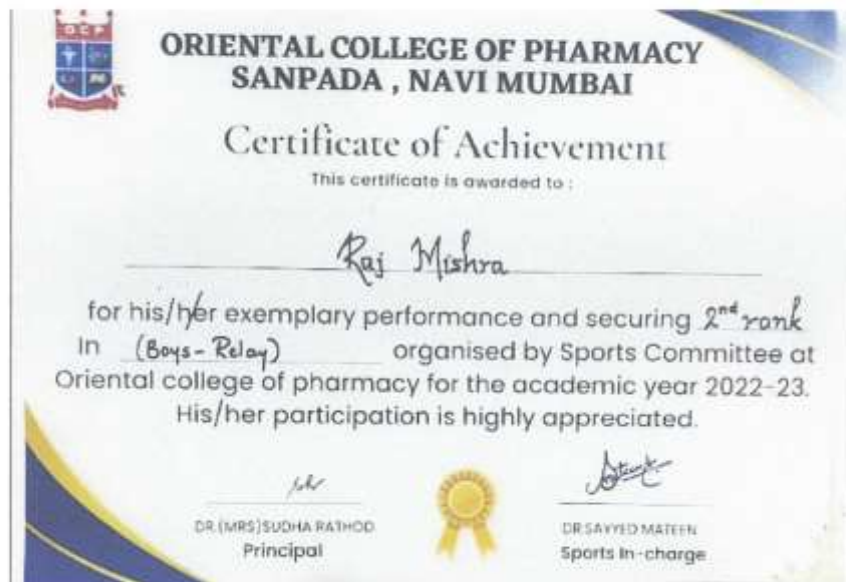 OCP
ORIENTAL COLLEGE OF PHARMACY
SANPADA , NAVI MUMBAI
Certificate of Achievement
This certificate is awarded to :
Raj Mishra
for his/her exemplary performance and securing 2nd rank
In (Boys-Relay) organised by Sports Committee at
Oriental college of pharmacy for the academic year 2022-23.
His/her participation is highly appreciated.
DR.(MRS)SUDHA RATHOD
Principal
DR.SAYYED MATEEN
Sports In-charge